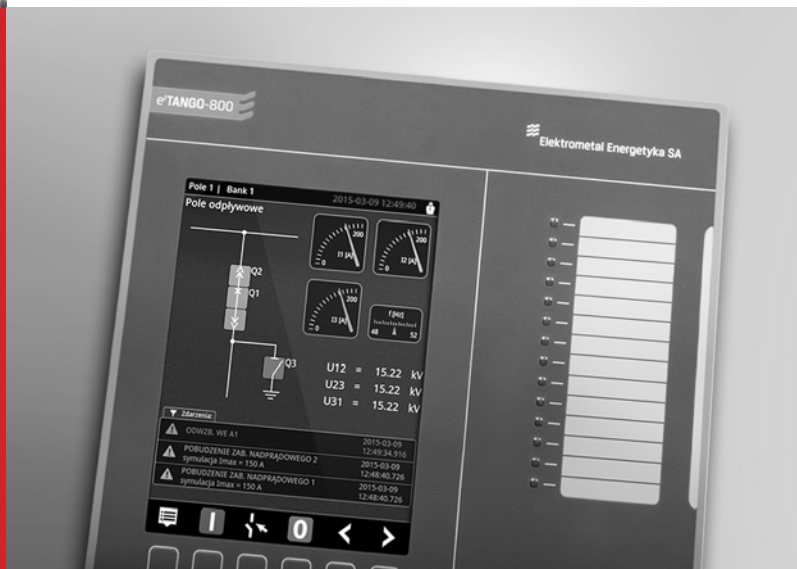 e²TANGO-800
Elektrometal Energetyka SA
Pole 1 | Bank 1
2015-03-09 12:49:40
Pole odpływowe
200
I1 [A]
0
200
I2 [A]
0
200
I3 [A]
0
f [Hz]
48
52
Q2
Q1
Q3
U12 = 15.22 kV
U23 = 15.22 kV
U31 = 15.22 kV
Zdarzenia:
ODWZB. WE A1
2015-03-09
12:49:34.916
POBUDZENIE ZAB. NADPRĄDOWEGO 2
symulacja Imax = 150 A
2015-03-09
12:48:40.726
POBUDZENIE ZAB. NADPRĄDOWEGO 1
symulacja Imax = 150 A
2015-03-09
12:48:40.726
I
0